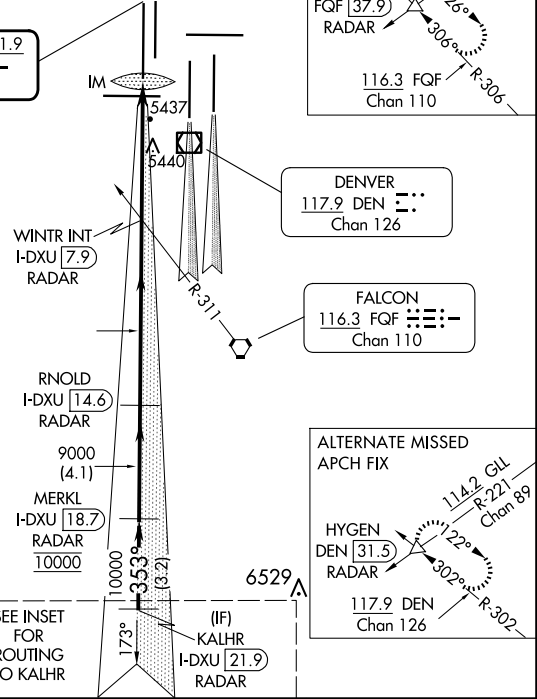 1.9
IM
5437
5440
FQF 37.9
RADAR
26°
306°
R-306
116.3 FQF
Chan 110
DENVER
117.9 DEN
Chan 126
WINTR INT
I-DXU 7.9
RADAR
R-311
FALCON
116.3 FQF
Chan 110
RNOLD
I-DXU 14.6
RADAR
9000
(4.1)
MERKL
I-DXU 18.7
RADAR
10000
10000
353°
(3.2)
173°
6529
(IF)
KALHR
I-DXU 21.9
RADAR
SEE INSET
FOR
ROUTING
TO KALHR
ALTERNATE MISSED
APCH FIX
114.2 GLL
R-221
Chan 89
HYGEN
DEN 31.5
RADAR
122°
302°
R-302
117.9 DEN
Chan 126